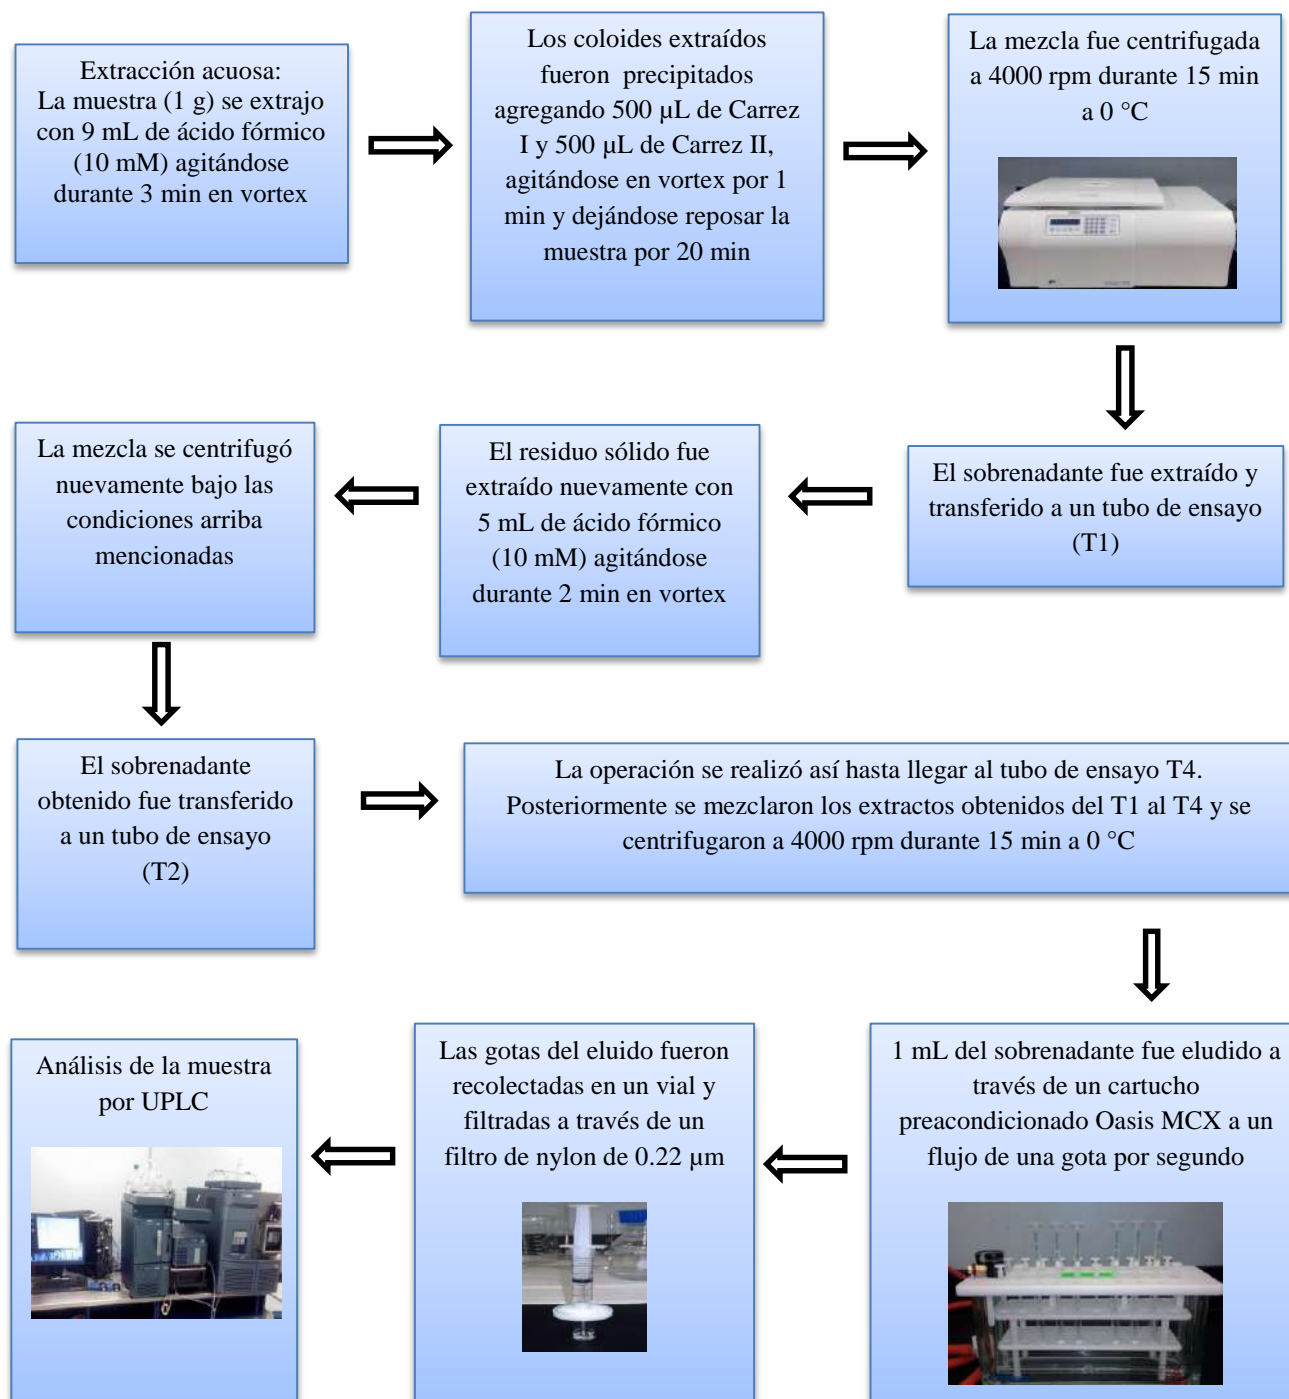 Extracción acuosa:
La muestra (1 g) se extrajo
con 9 mL de ácido fórmico
(10 mM) agitándose
durante 3 min en vortex
Los coloides extraídos
fueron precipitados
agregando 500 µL de Carrez
I y 500 µL de Carrez II,
agitándose en vortex por 1
min y dejándose reposar la
muestra por 20 min
La mezcla fue centrifugada
a 4000 rpm durante 15 min
a 0 °C
El sobrenadante fue extraído y
transferido a un tubo de ensayo
(T1)
El residuo sólido fue
extraído nuevamente con
5 mL de ácido fórmico
(10 mM) agitándose
durante 2 min en vortex
La mezcla se centrifugó
nuevamente bajo las
condiciones arriba
mencionadas
El sobrenadante
obtenido fue transferido
a un tubo de ensayo
(T2)
La operación se realizó así hasta llegar al tubo de ensayo T4.
Posteriormente se mezclaron los extractos obtenidos del T1 al T4 y se
centrifugaron a 4000 rpm durante 15 min a 0 °C
1 mL del sobrenadante fue eludido a
través de un cartucho
preacondicionado Oasis MCX a un
flujo de una gota por segundo
Las gotas del eluido fueron
recolectadas en un vial y
filtradas a través de un
filtro de nylon de 0.22 µm
Análisis de la muestra
por UPLC